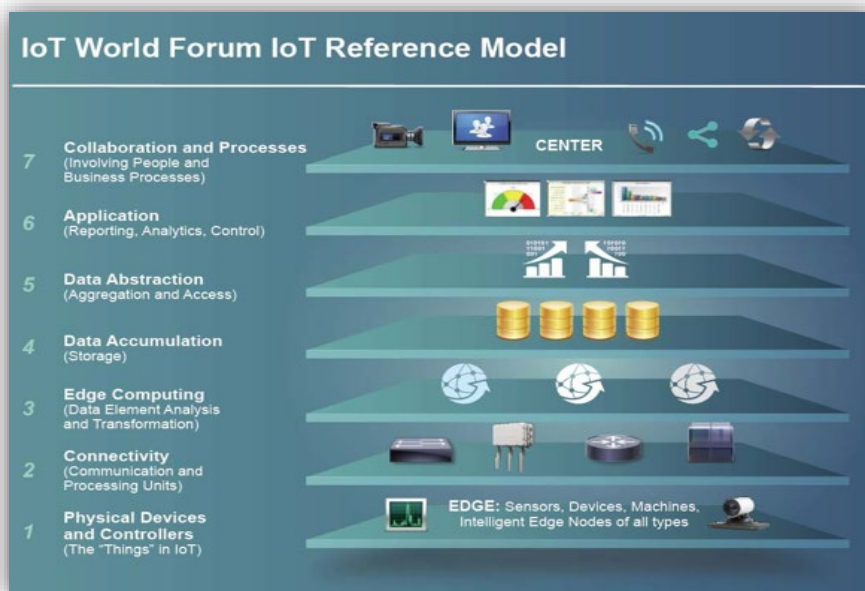 IoT World Forum IoT Reference Model
7
Collaboration and Processes
(Involving People and
Business Processes)
CENTER
6
Application
(Reporting, Analytics, Control)
5
Data Abstraction
(Aggregation and Access)
4
Data Accumulation
(Storage)
3
Edge Computing
(Data Element Analysis
and Transformation)
2
Connectivity
(Communication and
Processing Units)
1
Physical Devices
and Controllers
(The "Things" in IoT)
EDGE: Sensors, Devices, Machines,
Intelligent Edge Nodes of all types